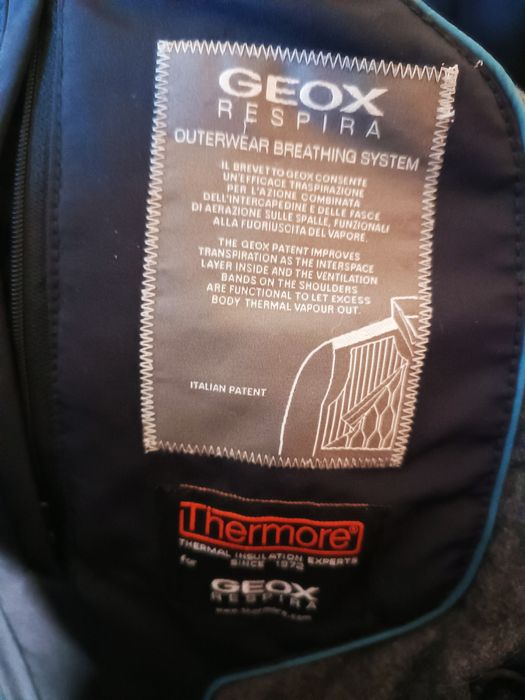 GEOX
RESPIRA
OUTERWEAR BREATHING SYSTEM
IL BREVETTO GEOX CONSENTE
UN'EFFICACE TRASPIRAZIONE
PER L'AZIONE COMBINATA
DELL'INTERCAPEDINE E DELLE FASCE
DI AERAZIONE SULLE SPALLE, FUNZIONALI
ALLA FUORIUSCITA DEL VAPORE.
THE GEOX PATENT IMPROVES
TRANSPIRATION AS THE INTERSPACE
LAYER INSIDE AND THE VENTILATION
BANDS ON THE SHOULDERS
ARE FUNCTIONAL TO LET EXCESS
BODY THERMAL VAPOUR OUT.
ITALIAN PATENT
Thermore®
THERMAL INSULATION EXPERTS
for SINCE 1972
GEOX
RESPIRA
www.thermore.com